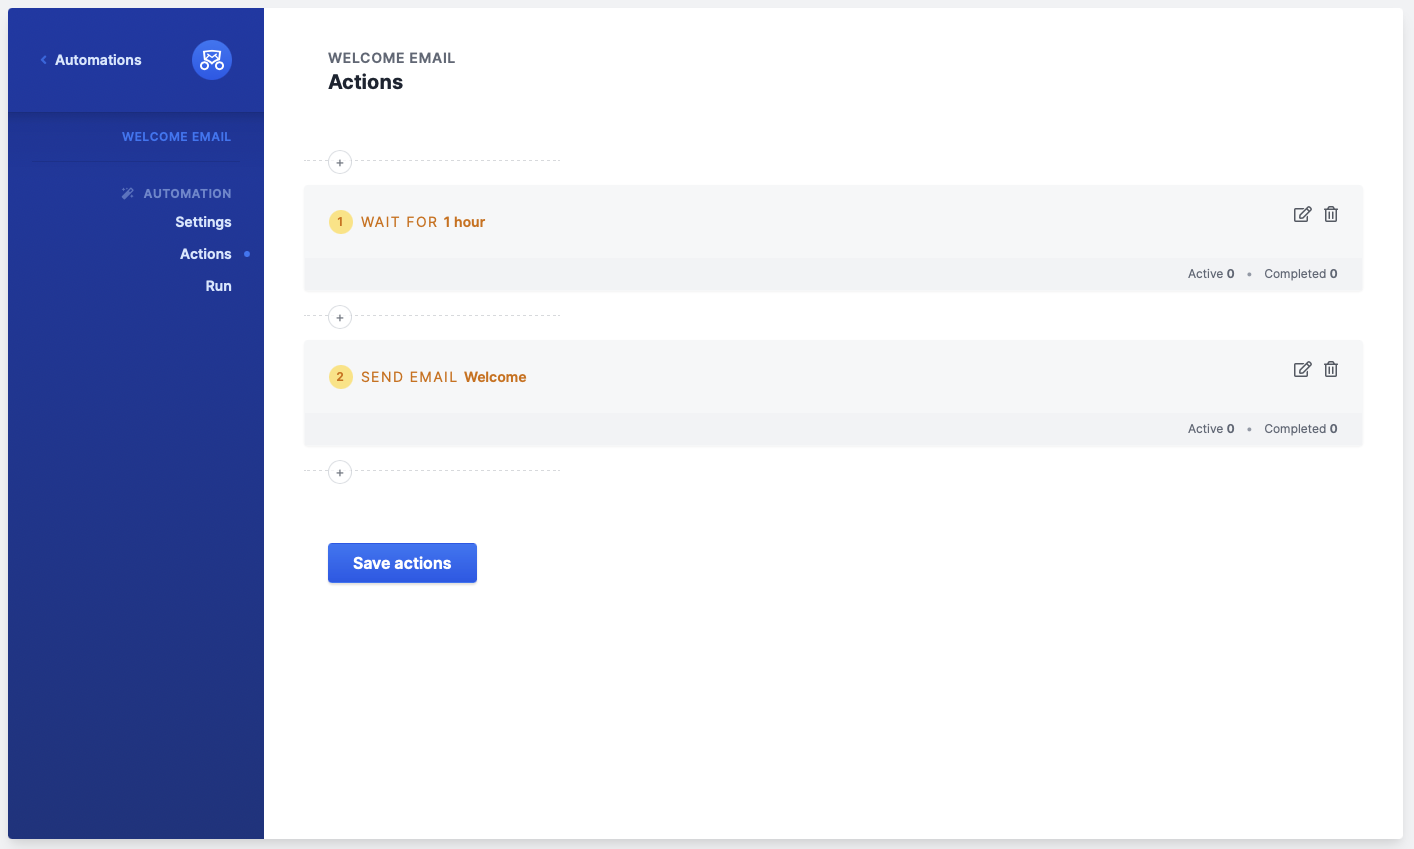 Automations
WELCOME EMAIL
AUTOMATION
Settings
Actions
Run
WELCOME EMAIL
Actions
+
1 WAIT FOR 1 hour
Active 0 • Completed 0
+
2 SEND EMAIL Welcome
Active 0 • Completed 0
+
Save actions